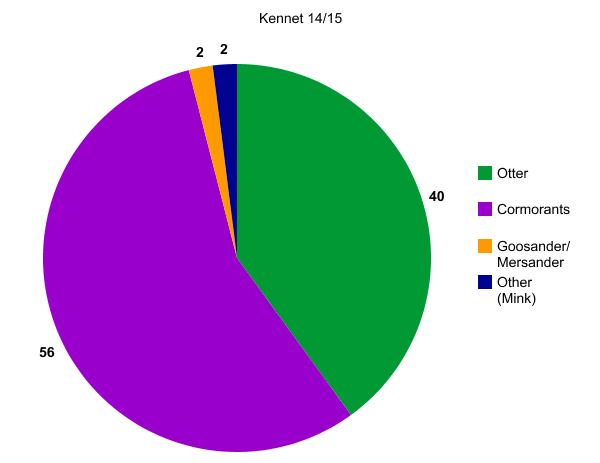 Kennet 14/15
2
2
40
56
Otter
Cormorants
Goosander/
Mersander
Other
(Mink)